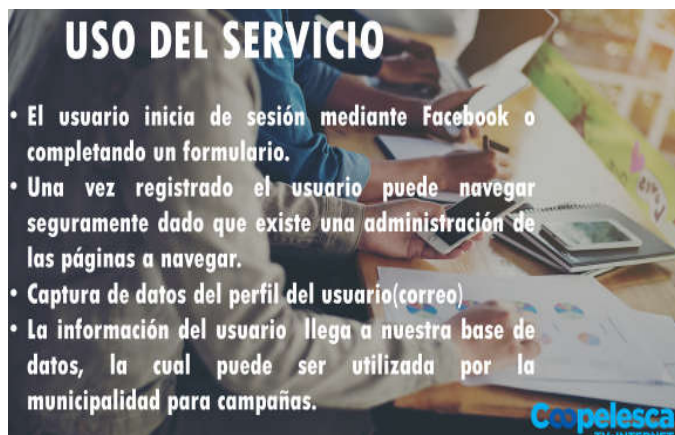 USO DEL SERVICIO
• El usuario inicia de sesión mediante Facebook o
completando un formulario.
• Una vez registrado el usuario puede navegar
seguramente dado que existe una administración de
las páginas a navegar.
• Captura de datos del perfil del usuario(correo)
• La información del usuario llega a nuestra base de
datos, la cual puede ser utilizada por la
municipalidad para campañas.
Coopelesca
TV INTERNET